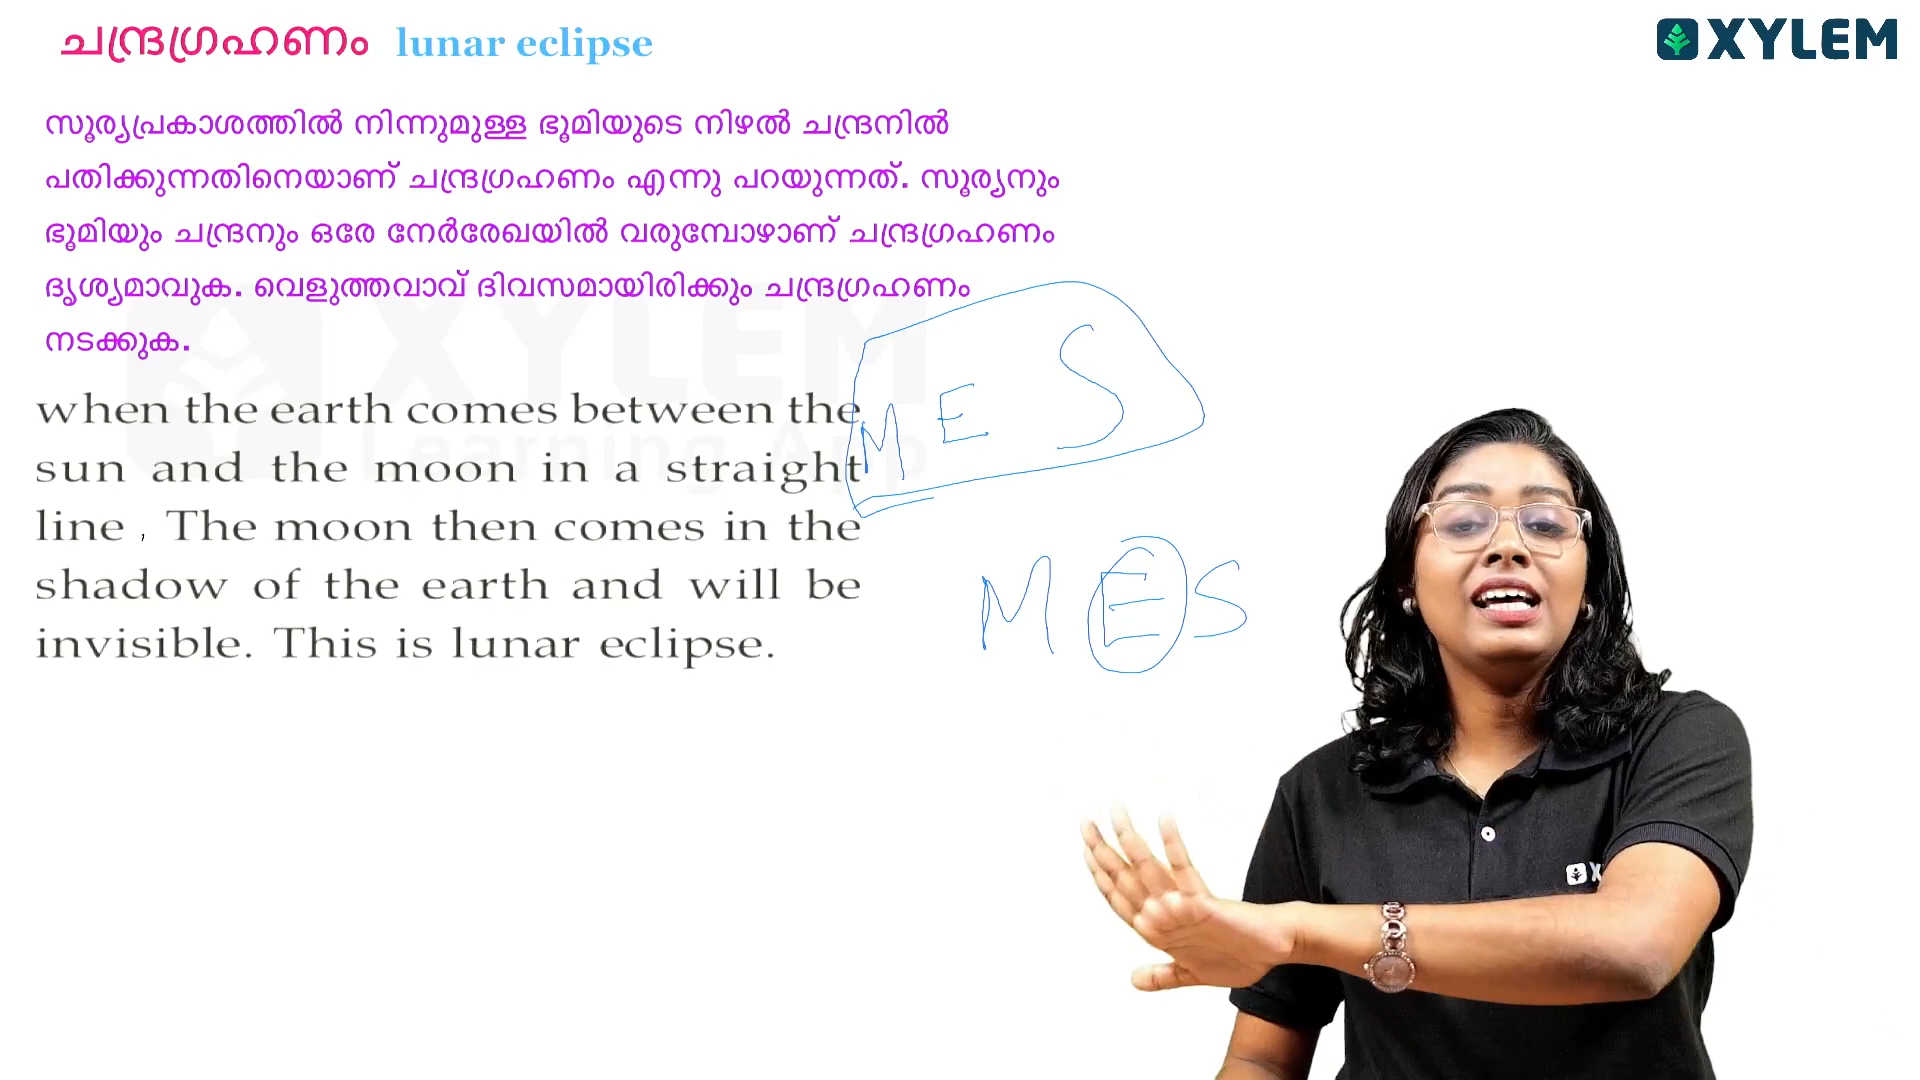 ചന്ദ്രഗ്രഹണം lunar eclipse
XYLEM
സൂര്യപ്രകാശത്തിൽ നിന്നുമുള്ള ഭൂമിയുടെ നിഴൽ ചന്ദ്രനിൽ
പതിക്കുന്നതിനെയാണ് ചന്ദ്രഗ്രഹണം എന്നു പറയുന്നത്. സൂര്യനും
ഭൂമിയും ചന്ദ്രനും ഒരേ നേർരേഖയിൽ വരുമ്പോഴാണ് ചന്ദ്രഗ്രഹണം
ദൃശ്യമാവുക. വെളുത്തവാവ് ദിവസമായിരിക്കും ചന്ദ്രഗ്രഹണം
നടക്കുക.
XYLEM
Learning App
when the earth comes between the
sun and the moon in a straight
line , The moon then comes in the
shadow of the earth and will be
invisible. This is lunar eclipse.
M E S
M E S
X